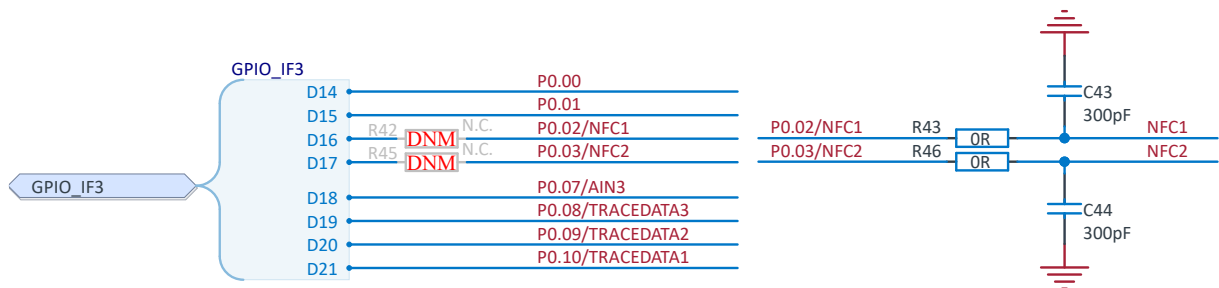 GPIO_IF3
D14 P0.00
D15 P0.01
D16 R42 DNM N.C. P0.02/NFC1
D17 R45 DNM N.C. P0.03/NFC2
GPIO_IF3
D18 P0.07/AIN3
D19 P0.08/TRACEDATA3
D20 P0.09/TRACEDATA2
D21 P0.10/TRACEDATA1
C43
300pF
P0.02/NFC1 R43 0R NFC1
P0.03/NFC2 R46 0R NFC2
C44
300pF